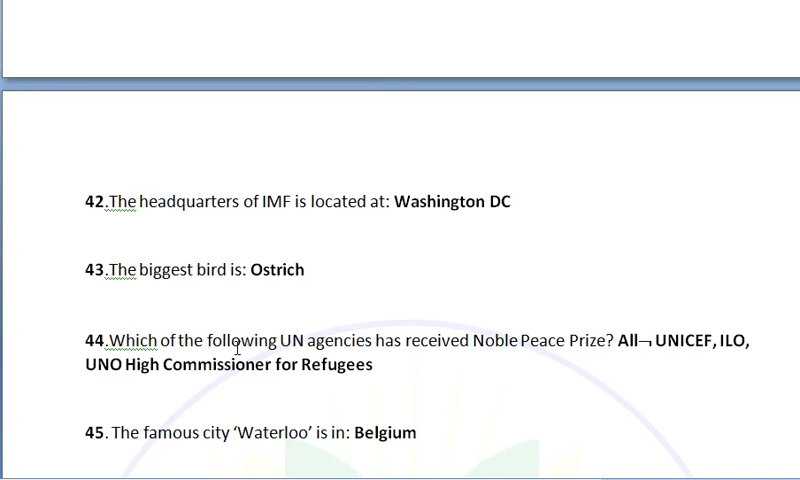 42.The headquarters of IMF is located at: Washington DC
43.The biggest bird is: Ostrich
44.Which of the following UN agencies has received Noble Peace Prize? All¬ UNICEF, ILO,
UNO High Commissioner for Refugees
45. The famous city ‘Waterloo’ is in: Belgium